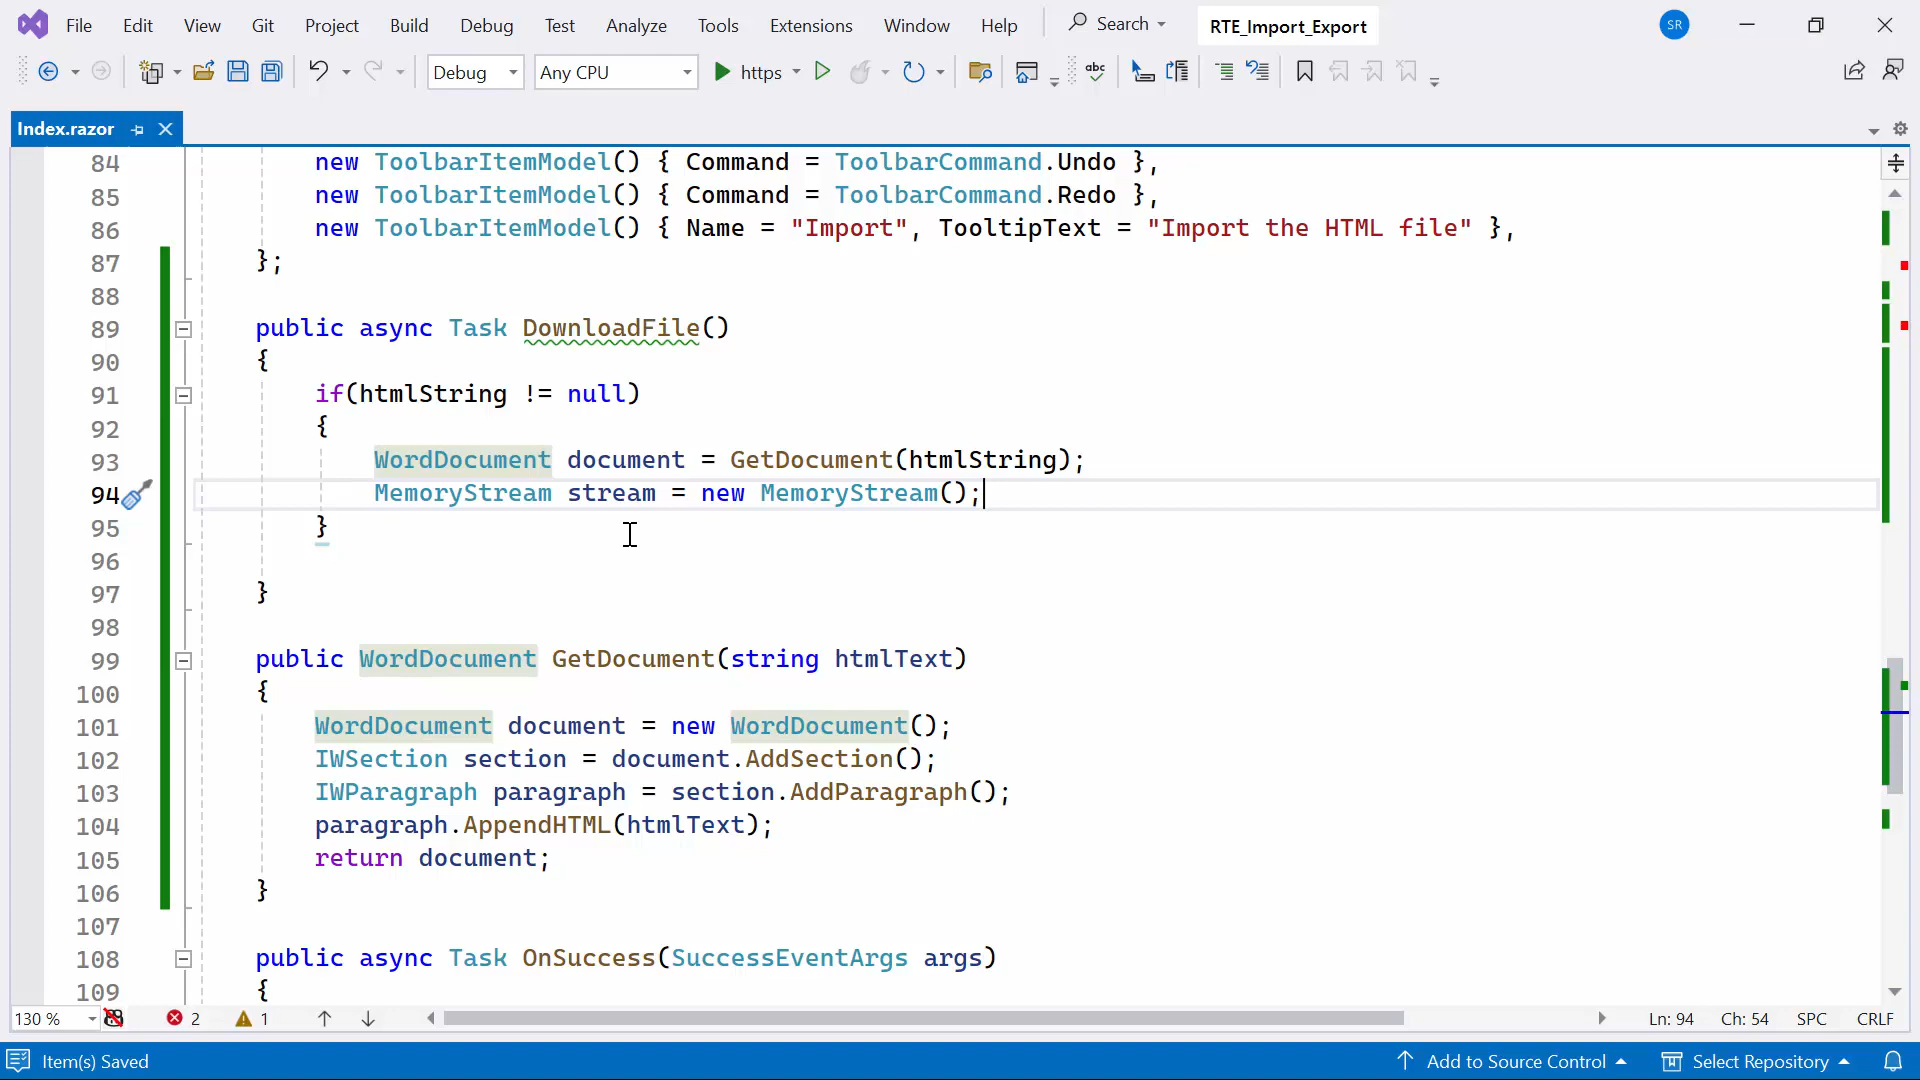 File Edit View Git Project Build Debug Test Analyze Tools Extensions Window Help Search RTE_Import_Export SR
Debug Any CPU https abc
Index.razor
84 new ToolbarItemModel() { Command = ToolbarCommand.Undo },
85 new ToolbarItemModel() { Command = ToolbarCommand.Redo },
86 new ToolbarItemModel() { Name = "Import", TooltipText = "Import the HTML file" },
87 };
88
89 public async Task DownloadFile()
90 {
91 if(htmlString != null)
92 {
93 WordDocument document = GetDocument(htmlString);
94 MemoryStream stream = new MemoryStream();
95 }
96
97 }
98
99 public WordDocument GetDocument(string htmlText)
100 {
101 WordDocument document = new WordDocument();
102 IWSection section = document.AddSection();
103 IWParagraph paragraph = section.AddParagraph();
104 paragraph.AppendHTML(htmlText);
105 return document;
106 }
107
108 public async Task OnSuccess(SuccessEventArgs args)
109 {
130 % 2 1 Ln: 94 Ch: 54 SPC CRLF
Item(s) Saved Add to Source Control Select Repository